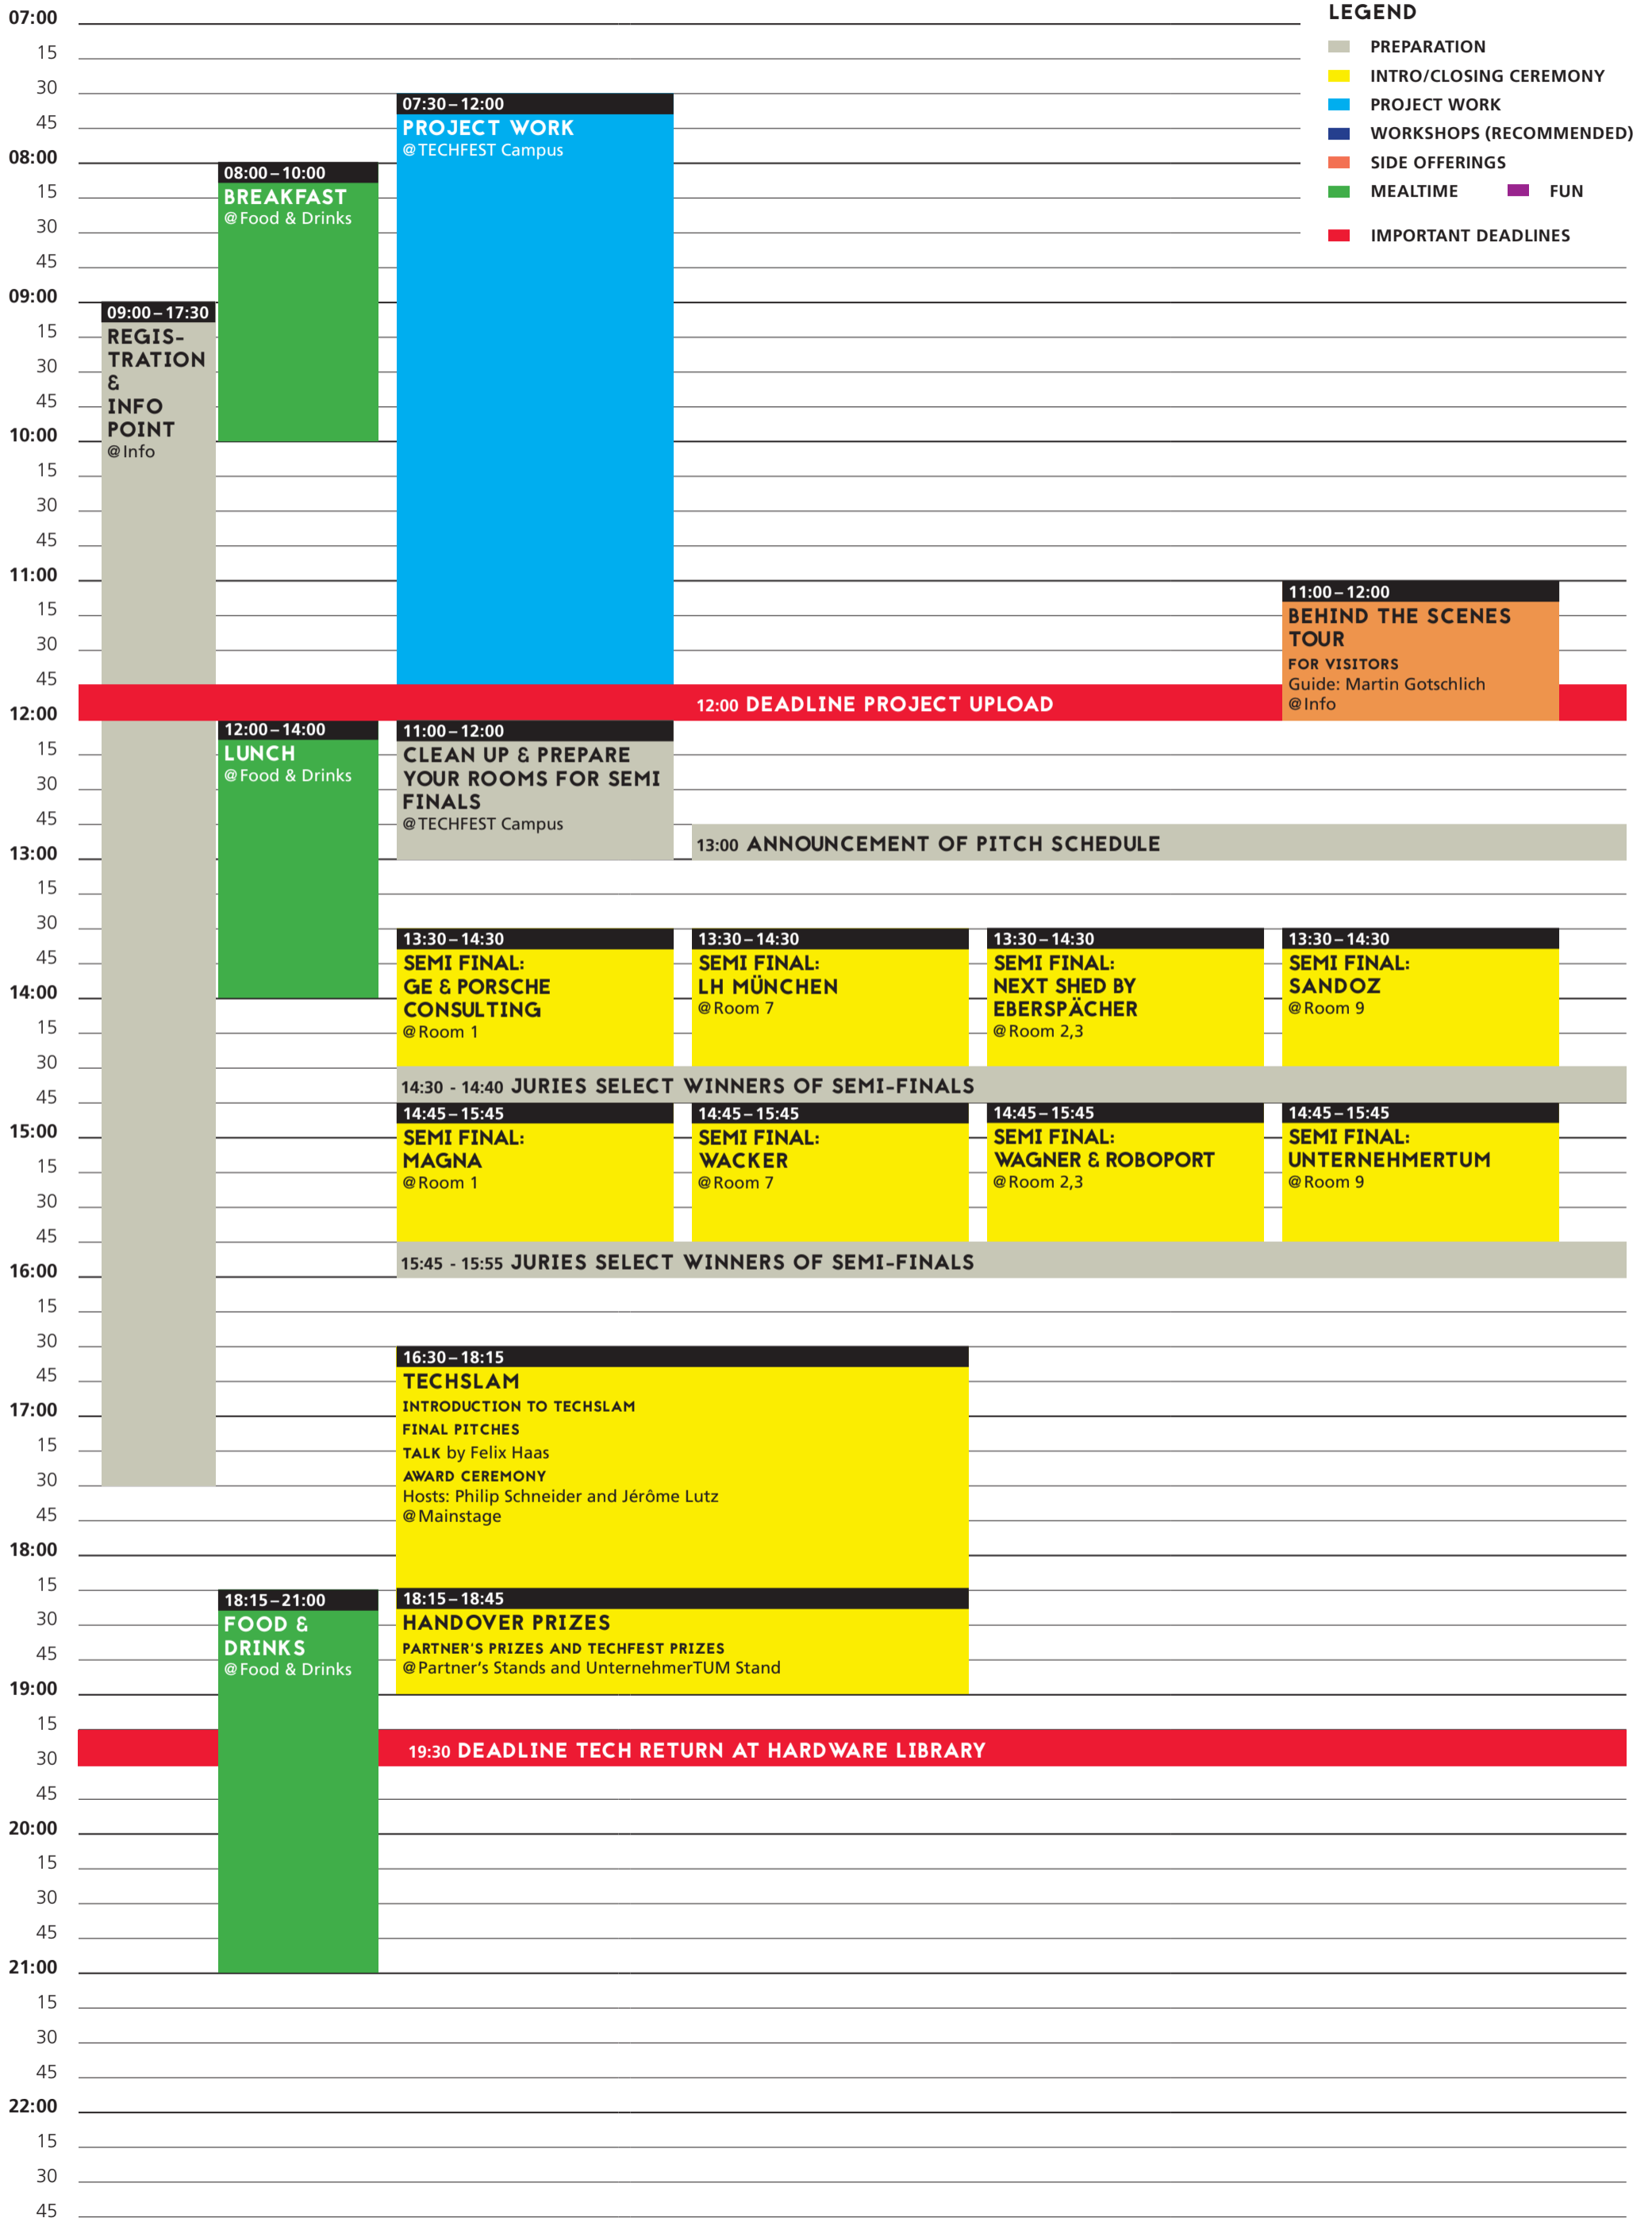 07:00
15
30
45
08:00
15
30
45
09:00
15
30
45
10:00
15
30
45
11:00
15
30
45
12:00
15
30
45
13:00
15
30
45
14:00
15
30
45
15:00
15
30
45
16:00
15
30
45
17:00
15
30
45
18:00
15
30
45
19:00
15
30
45
20:00
15
30
45
21:00
15
30
45
22:00
15
30
45
LEGEND
PREPARATION
INTRO/CLOSING CEREMONY
PROJECT WORK
WORKSHOPS (RECOMMENDED)
SIDE OFFERINGS
MEALTIME FUN
IMPORTANT DEADLINES
07:30–12:00
PROJECT WORK
@TECHFEST Campus
08:00–10:00
BREAKFAST
@Food & Drinks
09:00–17:30
REGIS-
TRATION
&
INFO
POINT
@Info
11:00–12:00
BEHIND THE SCENES
TOUR
FOR VISITORS
Guide: Martin Gotschlich
@Info
12:00 DEADLINE PROJECT UPLOAD
12:00–14:00
LUNCH
@Food & Drinks
11:00–12:00
CLEAN UP & PREPARE
YOUR ROOMS FOR SEMI
FINALS
@TECHFEST Campus
13:00 ANNOUNCEMENT OF PITCH SCHEDULE
13:30–14:30
SEMI FINAL:
GE & PORSCHE
CONSULTING
@Room 1
13:30–14:30
SEMI FINAL:
LH MÜNCHEN
@Room 7
13:30–14:30
SEMI FINAL:
NEXT SHED BY
EBERSPÄCHER
@Room 2,3
13:30–14:30
SEMI FINAL:
SANDOZ
@Room 9
14:30 - 14:40 JURIES SELECT WINNERS OF SEMI-FINALS
14:45–15:45
SEMI FINAL:
MAGNA
@Room 1
14:45–15:45
SEMI FINAL:
WACKER
@Room 7
14:45–15:45
SEMI FINAL:
WAGNER & ROBOPORT
@Room 2,3
14:45–15:45
SEMI FINAL:
UNTERNEHMERTUM
@Room 9
15:45 - 15:55 JURIES SELECT WINNERS OF SEMI-FINALS
16:30–18:15
TECHSLAM
INTRODUCTION TO TECHSLAM
FINAL PITCHES
TALK by Felix Haas
AWARD CEREMONY
Hosts: Philip Schneider and Jérôme Lutz
@Mainstage
18:15–21:00
FOOD &
DRINKS
@Food & Drinks
18:15–18:45
HANDOVER PRIZES
PARTNER'S PRIZES AND TECHFEST PRIZES
@Partner's Stands and UnternehmerTUM Stand
19:30 DEADLINE TECH RETURN AT HARDWARE LIBRARY